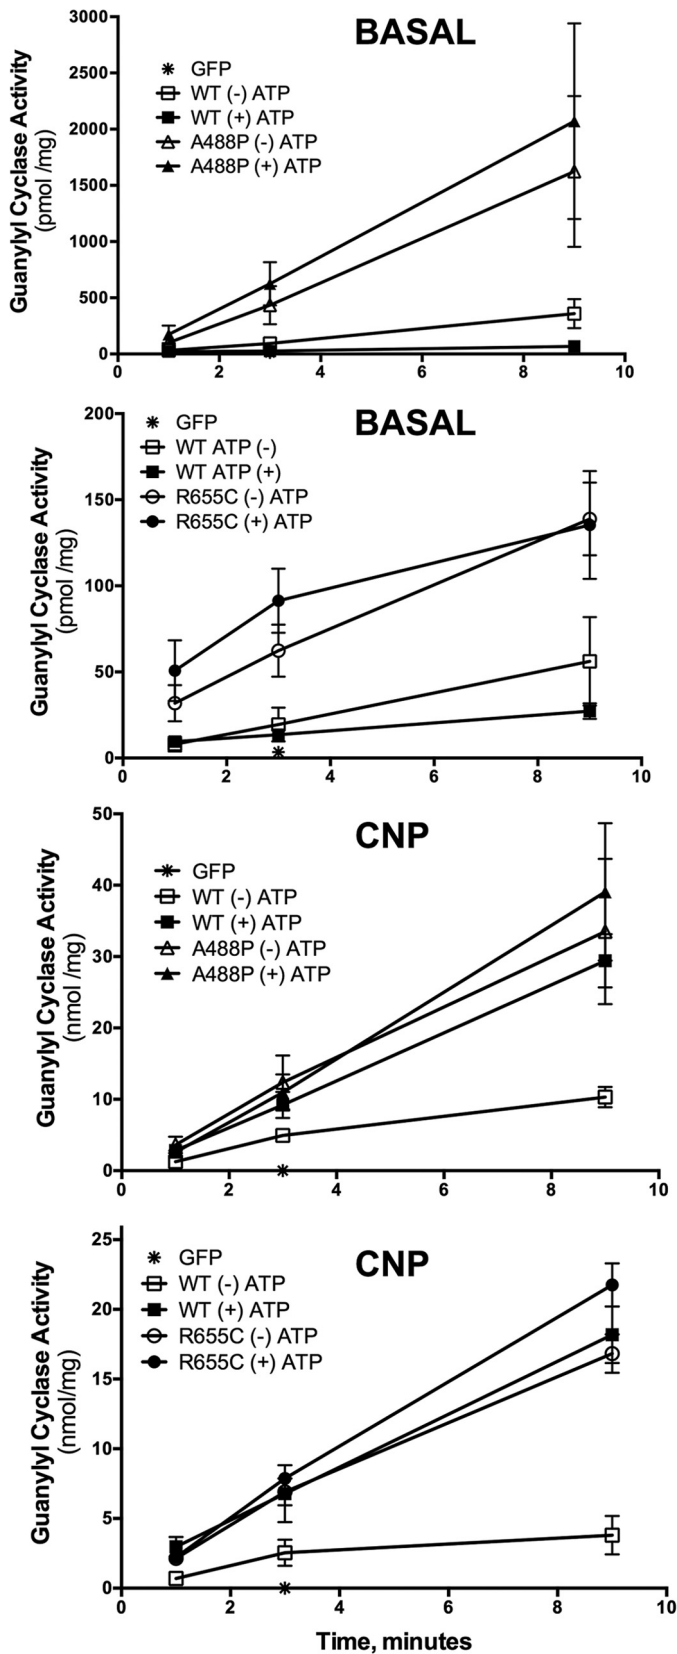 BASAL
3000
2500
2000
1500
1000
500
0
Guanylyl Cyclase Activity
(pmol /mg)
GFP
WT (-) ATP
WT (+) ATP
A488P (-) ATP
A488P (+) ATP
0 2 4 6 8 10
BASAL
200
150
100
50
0
Guanylyl Cyclase Activity
(pmol /mg)
GFP
WT ATP (-)
WT ATP (+)
R655C (-) ATP
R655C (+) ATP
0 2 4 6 8 10
CNP
50
40
30
20
10
0
Guanylyl Cyclase Activity
(nmol /mg)
GFP
WT (-) ATP
WT (+) ATP
A488P (-) ATP
A488P (+) ATP
0 2 4 6 8 10
CNP
25
20
15
10
5
0
Guanylyl Cyclase Activity
(nmol/mg)
GFP
WT (-) ATP
WT (+) ATP
R655C (-) ATP
R655C (+) ATP
0 2 4 6 8 10
Time, minutes